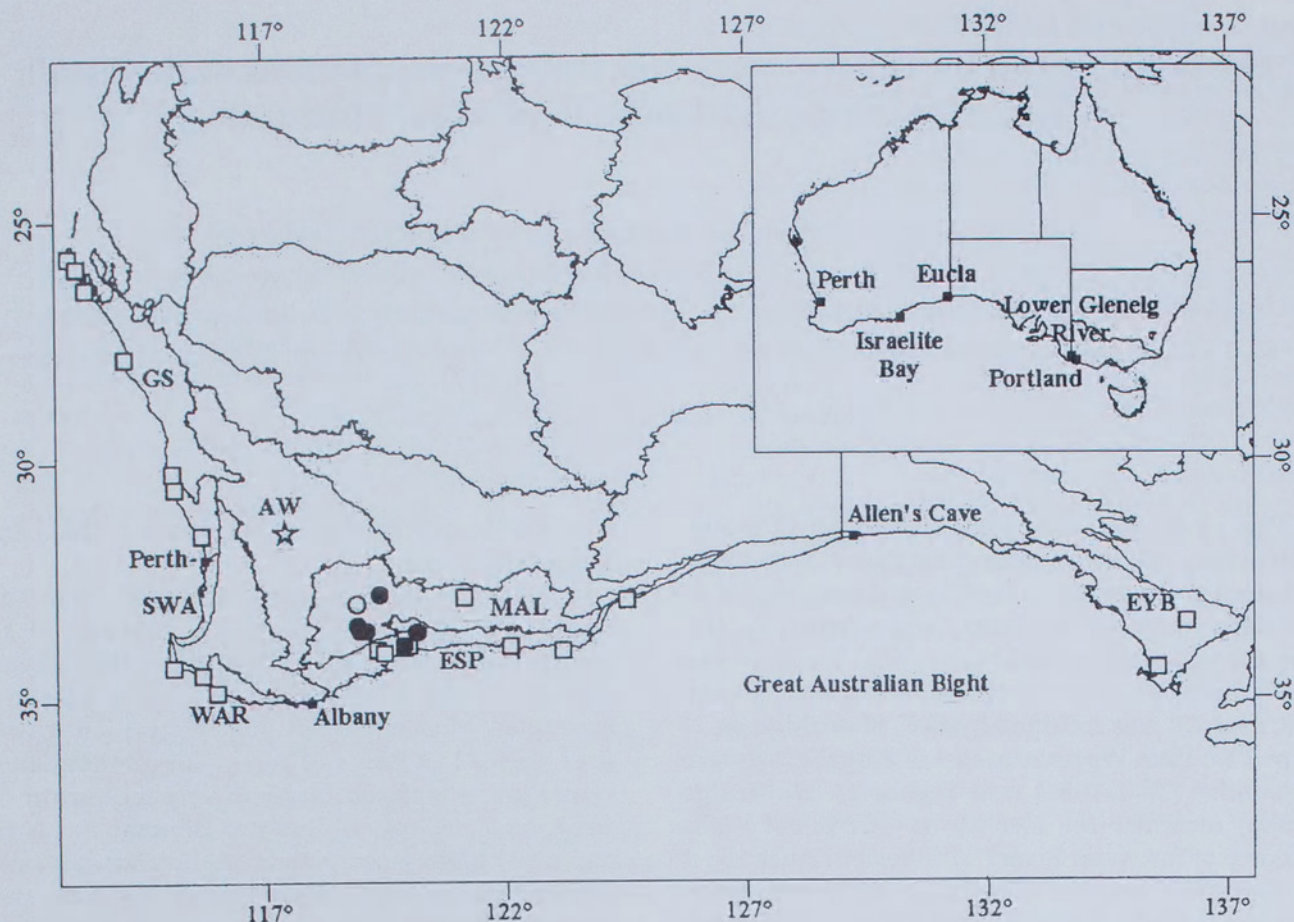 117° 122° 127° 132° 137°
25° 25°
Perth Eucla
Lower Glenelg
River
Israelite
Bay
Portland
GS
30° 30°
AW
Allen's Cave
Perth
SWA MAL EYB
ESP
Great Australian Bight
35° 35°
WAR Albany
117° 122° 127° 132° 137°